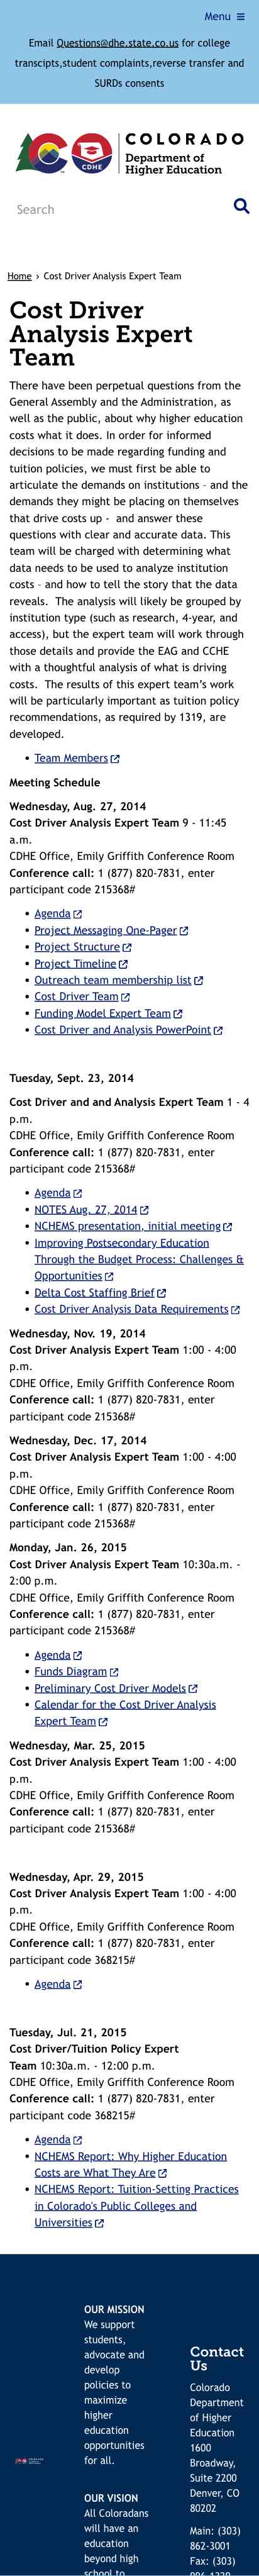 Menu ≡
Email Questions@dhe.state.co.us for college
transcipts,student complaints,reverse transfer and
SURDs consents
COLORADO
CDHE
Department of
Higher Education
Search
Home › Cost Driver Analysis Expert Team
Cost Driver
Analysis Expert
Team
There have been perpetual questions from the
General Assembly and the Administration, as
well as the public, about why higher education
costs what it does. In order for informed
decisions to be made regarding funding and
tuition policies, we must first be able to
articulate the demands on institutions – and the
demands they might be placing on themselves
that drive costs up -  and answer these
questions with clear and accurate data. This
team will be charged with determining what
data needs to be used to analyze institution
costs – and how to tell the story that the data
reveals.  The analysis will likely be grouped by
institution type (such as research, 4-year, and
access), but the expert team will work through
those details and provide the EAG and CCHE
with a thoughtful analysis of what is driving
costs.  The results of this expert team’s work
will be particularly important as tuition policy
recommendations, as required by 1319, are
developed.
• Team Members
Meeting Schedule
Wednesday, Aug. 27, 2014
Cost Driver Analysis Expert Team 9 - 11:45
a.m.
CDHE Office, Emily Griffith Conference Room
Conference call: 1 (877) 820-7831, enter
participant code 215368#
• Agenda
• Project Messaging One-Pager
• Project Structure
• Project Timeline
• Outreach team membership list
• Cost Driver Team
• Funding Model Expert Team
• Cost Driver and Analysis PowerPoint
Tuesday, Sept. 23, 2014
Cost Driver and and Analysis Expert Team 1 - 4
p.m.
CDHE Office, Emily Griffith Conference Room
Conference call: 1 (877) 820-7831, enter
participant code 215368#
• Agenda
• NOTES Aug. 27, 2014
• NCHEMS presentation, initial meeting
• Improving Postsecondary Education
Through the Budget Process: Challenges &
Opportunities
• Delta Cost Staffing Brief
• Cost Driver Analysis Data Requirements
Wednesday, Nov. 19, 2014
Cost Driver Analysis Expert Team 1:00 - 4:00
p.m.
CDHE Office, Emily Griffith Conference Room
Conference call: 1 (877) 820-7831, enter
participant code 215368#
Wednesday, Dec. 17, 2014
Cost Driver Analysis Expert Team 1:00 - 4:00
p.m.
CDHE Office, Emily Griffith Conference Room
Conference call: 1 (877) 820-7831, enter
participant code 215368#
Monday, Jan. 26, 2015
Cost Driver Analysis Expert Team 10:30a.m. -
2:00 p.m.
CDHE Office, Emily Griffith Conference Room
Conference call: 1 (877) 820-7831, enter
participant code 215368#
• Agenda
• Funds Diagram
• Preliminary Cost Driver Models
• Calendar for the Cost Driver Analysis
Expert Team
Wednesday, Mar. 25, 2015
Cost Driver Analysis Expert Team 1:00 - 4:00
p.m.
CDHE Office, Emily Griffith Conference Room
Conference call: 1 (877) 820-7831, enter
participant code 215368#
Wednesday, Apr. 29, 2015
Cost Driver Analysis Expert Team 1:00 - 4:00
p.m.
CDHE Office, Emily Griffith Conference Room
Conference call: 1 (877) 820-7831, enter
participant code 368215#
• Agenda
Tuesday, Jul. 21, 2015
Cost Driver/Tuition Policy Expert
Team 10:30a.m. - 12:00 p.m.
CDHE Office, Emily Griffith Conference Room
Conference call: 1 (877) 820-7831, enter
participant code 368215#
• Agenda
• NCHEMS Report: Why Higher Education
Costs are What They Are
• NCHEMS Report: Tuition-Setting Practices
in Colorado's Public Colleges and
Universities
OUR MISSION
We support
students,
advocate and
develop
policies to
maximize
higher
education
opportunities
for all.
OUR VISION
All Coloradans
will have an
education
beyond high
school to
Contact
Us
Colorado
Department
of Higher
Education
1600
Broadway,
Suite 2200
Denver, CO
80202
Main: (303)
862-3001
Fax: (303)